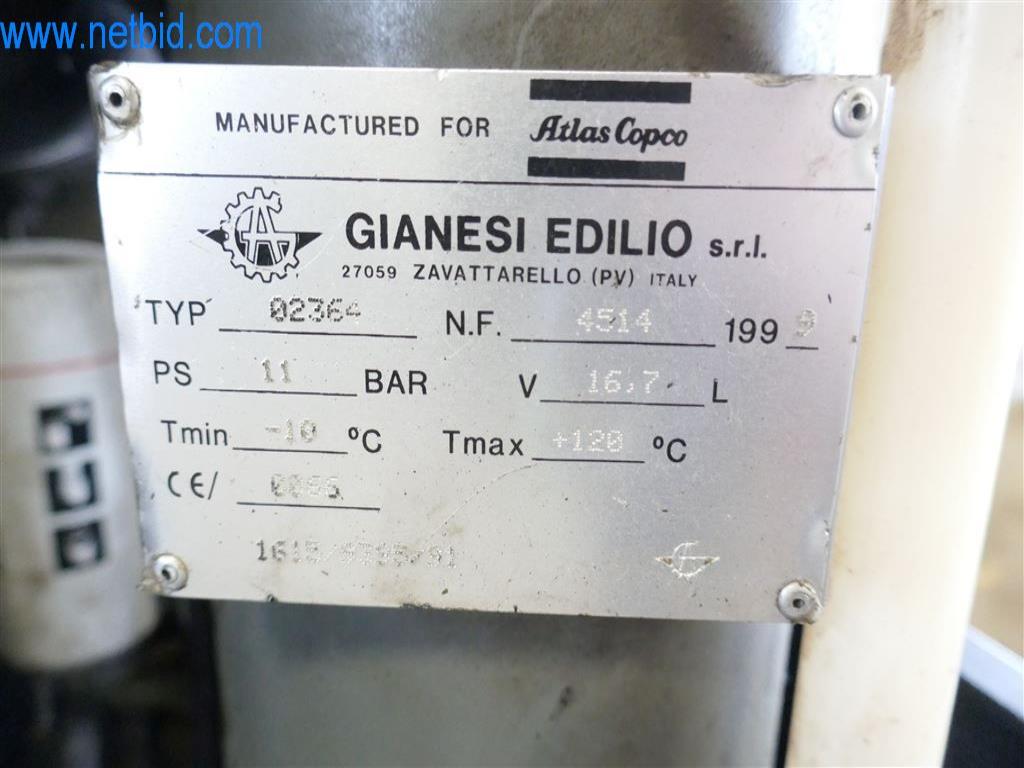 www.netbid.com
MANUFACTURED FOR Atlas Copco
GIANESI EDILIO s.r.l.
27059 ZAVATTARELLO (PV) ITALY
TYP 02364 N.F. 4514 1999
PS 11 BAR V 16,7 L
Tmin -10 °C Tmax +120 °C
CE/